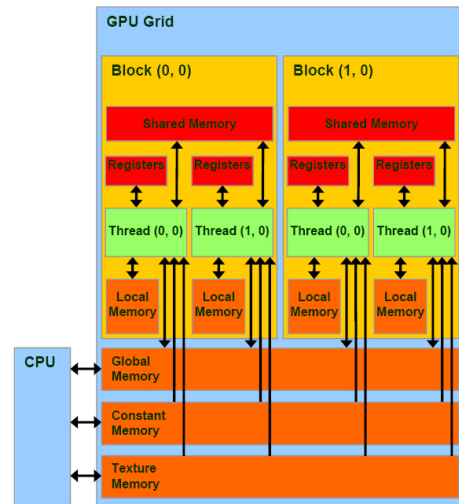 GPU Grid
Block (0, 0)
Block (1, 0)
Shared Memory
Shared Memory
Registers
Registers
Registers
Registers
Thread (0, 0)
Thread (1, 0)
Thread (0, 0)
Thread (1, 0)
Local
Memory
Local
Memory
Local
Memory
Local
Memory
CPU
Global
Memory
Constant
Memory
Texture
Memory